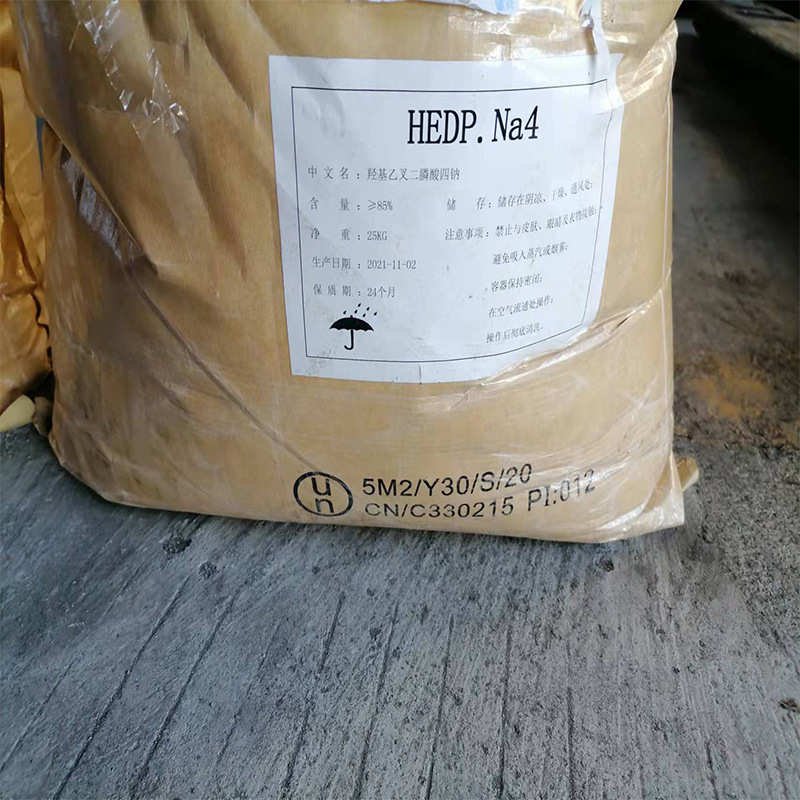 HEDP.Na4
中文名：羟基乙叉二膦酸四钠
含 量：≥85% 储 存：储存在阴凉、干燥、通风处；
净 重：25KG 注意事项：禁止与皮肤、眼睛及衣物接触；
生产日期：2021-11-02 避免吸入蒸汽或烟雾；
保质期：24个月 容器保持密闭；
在空气流通处操作；
操作后彻底清洗.
un 5M2/Y30/S/20
CN/C330215 PI:012